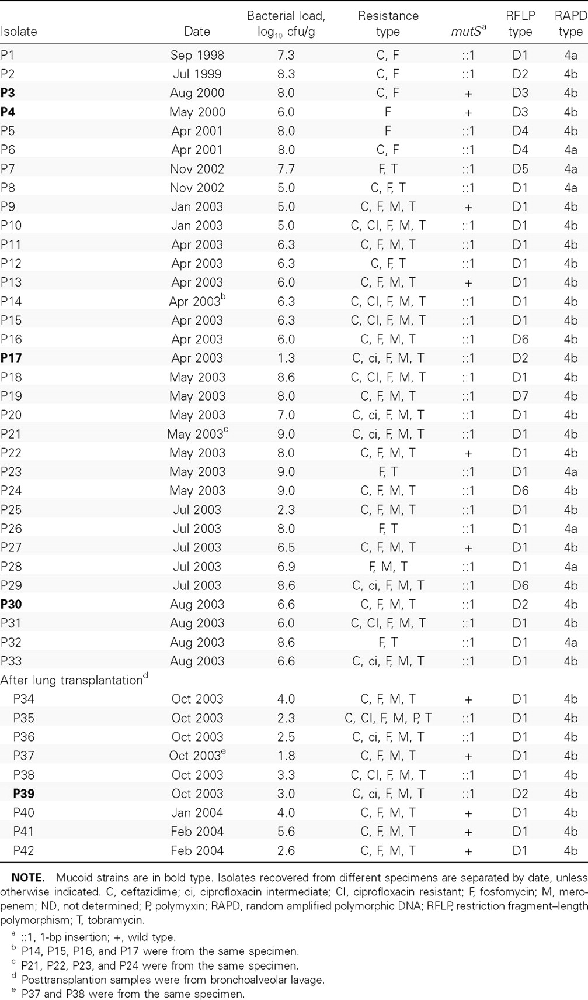 Isolate Date Bacterial load, log10 cfu/g Resistance type mutSa RFLP type RAPD type
P1 Sep 1998 7.3 C, F ::1 D1 4a
P2 Jul 1999 8.3 C, F ::1 D2 4b
P3 Aug 2000 8.0 C, F + D3 4b
P4 May 2000 6.0 F + D3 4b
P5 Apr 2001 8.0 F ::1 D4 4b
P6 Apr 2001 8.0 C, F ::1 D4 4a
P7 Nov 2002 7.7 F, T ::1 D5 4a
P8 Nov 2002 5.0 C, F, T ::1 D1 4a
P9 Jan 2003 5.0 C, F, M, T + D1 4b
P10 Jan 2003 5.0 C, CI, F, M, T ::1 D1 4b
P11 Apr 2003 6.3 C, F, M, T ::1 D1 4b
P12 Apr 2003 6.3 C, F, T ::1 D1 4b
P13 Apr 2003 6.0 C, F, M, T + D1 4b
P14 Apr 2003b 6.3 C, CI, F, M, T ::1 D1 4b
P15 Apr 2003 6.3 C, CI, F, M, T ::1 D1 4b
P16 Apr 2003 6.0 C, F, M, T ::1 D6 4b
P17 Apr 2003 1.3 C, ci, F, M, T ::1 D2 4b
P18 May 2003 8.6 C, CI, F, M, T ::1 D1 4b
P19 May 2003 8.0 C, F, M, T ::1 D7 4b
P20 May 2003 7.0 C, ci, F, M, T ::1 D1 4b
P21 May 2003c 9.0 C, ci, F, M, T ::1 D1 4b
P22 May 2003 8.0 C, F, M, T + D1 4b
P23 May 2003 9.0 F, T ::1 D1 4a
P24 May 2003 9.0 C, F, M, T ::1 D6 4b
P25 Jul 2003 2.3 C, F, M, T ::1 D1 4b
P26 Jul 2003 8.0 F, T ::1 D1 4a
P27 Jul 2003 6.5 C, F, M, T + D1 4b
P28 Jul 2003 6.9 F, M, T ::1 D1 4a
P29 Jul 2003 8.6 C, ci, F, M, T ::1 D6 4b
P30 Aug 2003 6.6 C, F, M, T ::1 D2 4b
P31 Aug 2003 6.0 C, CI, F, M, T ::1 D1 4b
P32 Aug 2003 8.6 F, T ::1 D1 4a
P33 Aug 2003 6.6 C, ci, F, M, T ::1 D1 4b
After lung transplantationd
P34 Oct 2003 4.0 C, F, M, T + D1 4b
P35 Oct 2003 2.3 C, CI, F, M, P, T ::1 D1 4b
P36 Oct 2003 2.5 C, ci, F, M, T ::1 D1 4b
P37 Oct 2003e 1.8 C, F, M, T + D1 4b
P38 Oct 2003 3.3 C, CI, F, M, T ::1 D1 4b
P39 Oct 2003 3.0 C, ci, F, M, T ::1 D2 4b
P40 Jan 2004 4.0 C, F, M, T + D1 4b
P41 Feb 2004 5.6 C, F, M, T + D1 4b
P42 Feb 2004 2.6 C, F, M, T + D1 4b
NOTE. Mucoid strains are in bold type. Isolates recovered from different specimens are separated by date, unless
otherwise indicated. C, ceftazidime; ci, ciprofloxacin intermediate; CI, ciprofloxacin resistant; F, fosfomycin; M, mero-
penem; ND, not determined; P, polymyxin; RAPD, random amplified polymorphic DNA; RFLP, restriction fragment–length
polymorphism; T, tobramycin.
a ::1, 1-bp insertion; +, wild type.
b P14, P15, P16, and P17 were from the same specimen.
c P21, P22, P23, and P24 were from the same specimen.
d Posttransplantion samples were from bronchoalveolar lavage.
e P37 and P38 were from the same specimen.